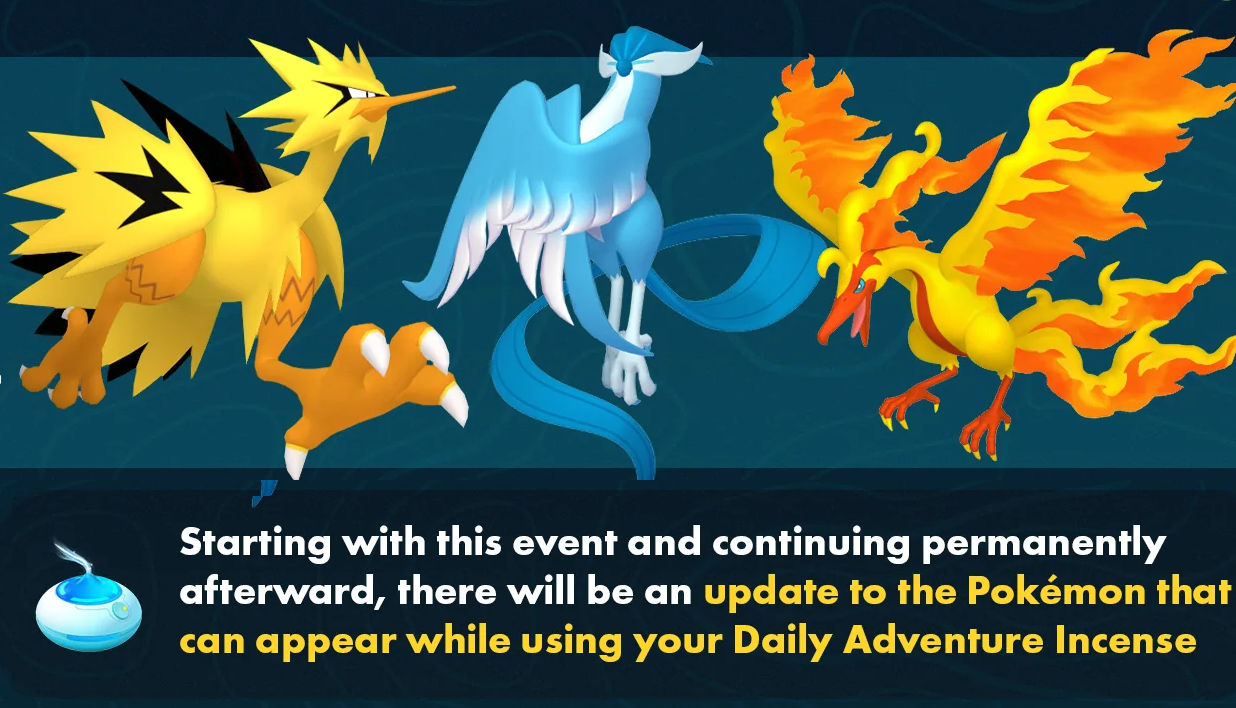 Starting with this event and continuing permanently
afterward, there will be an update to the Pokémon that
can appear while using your Daily Adventure Incense